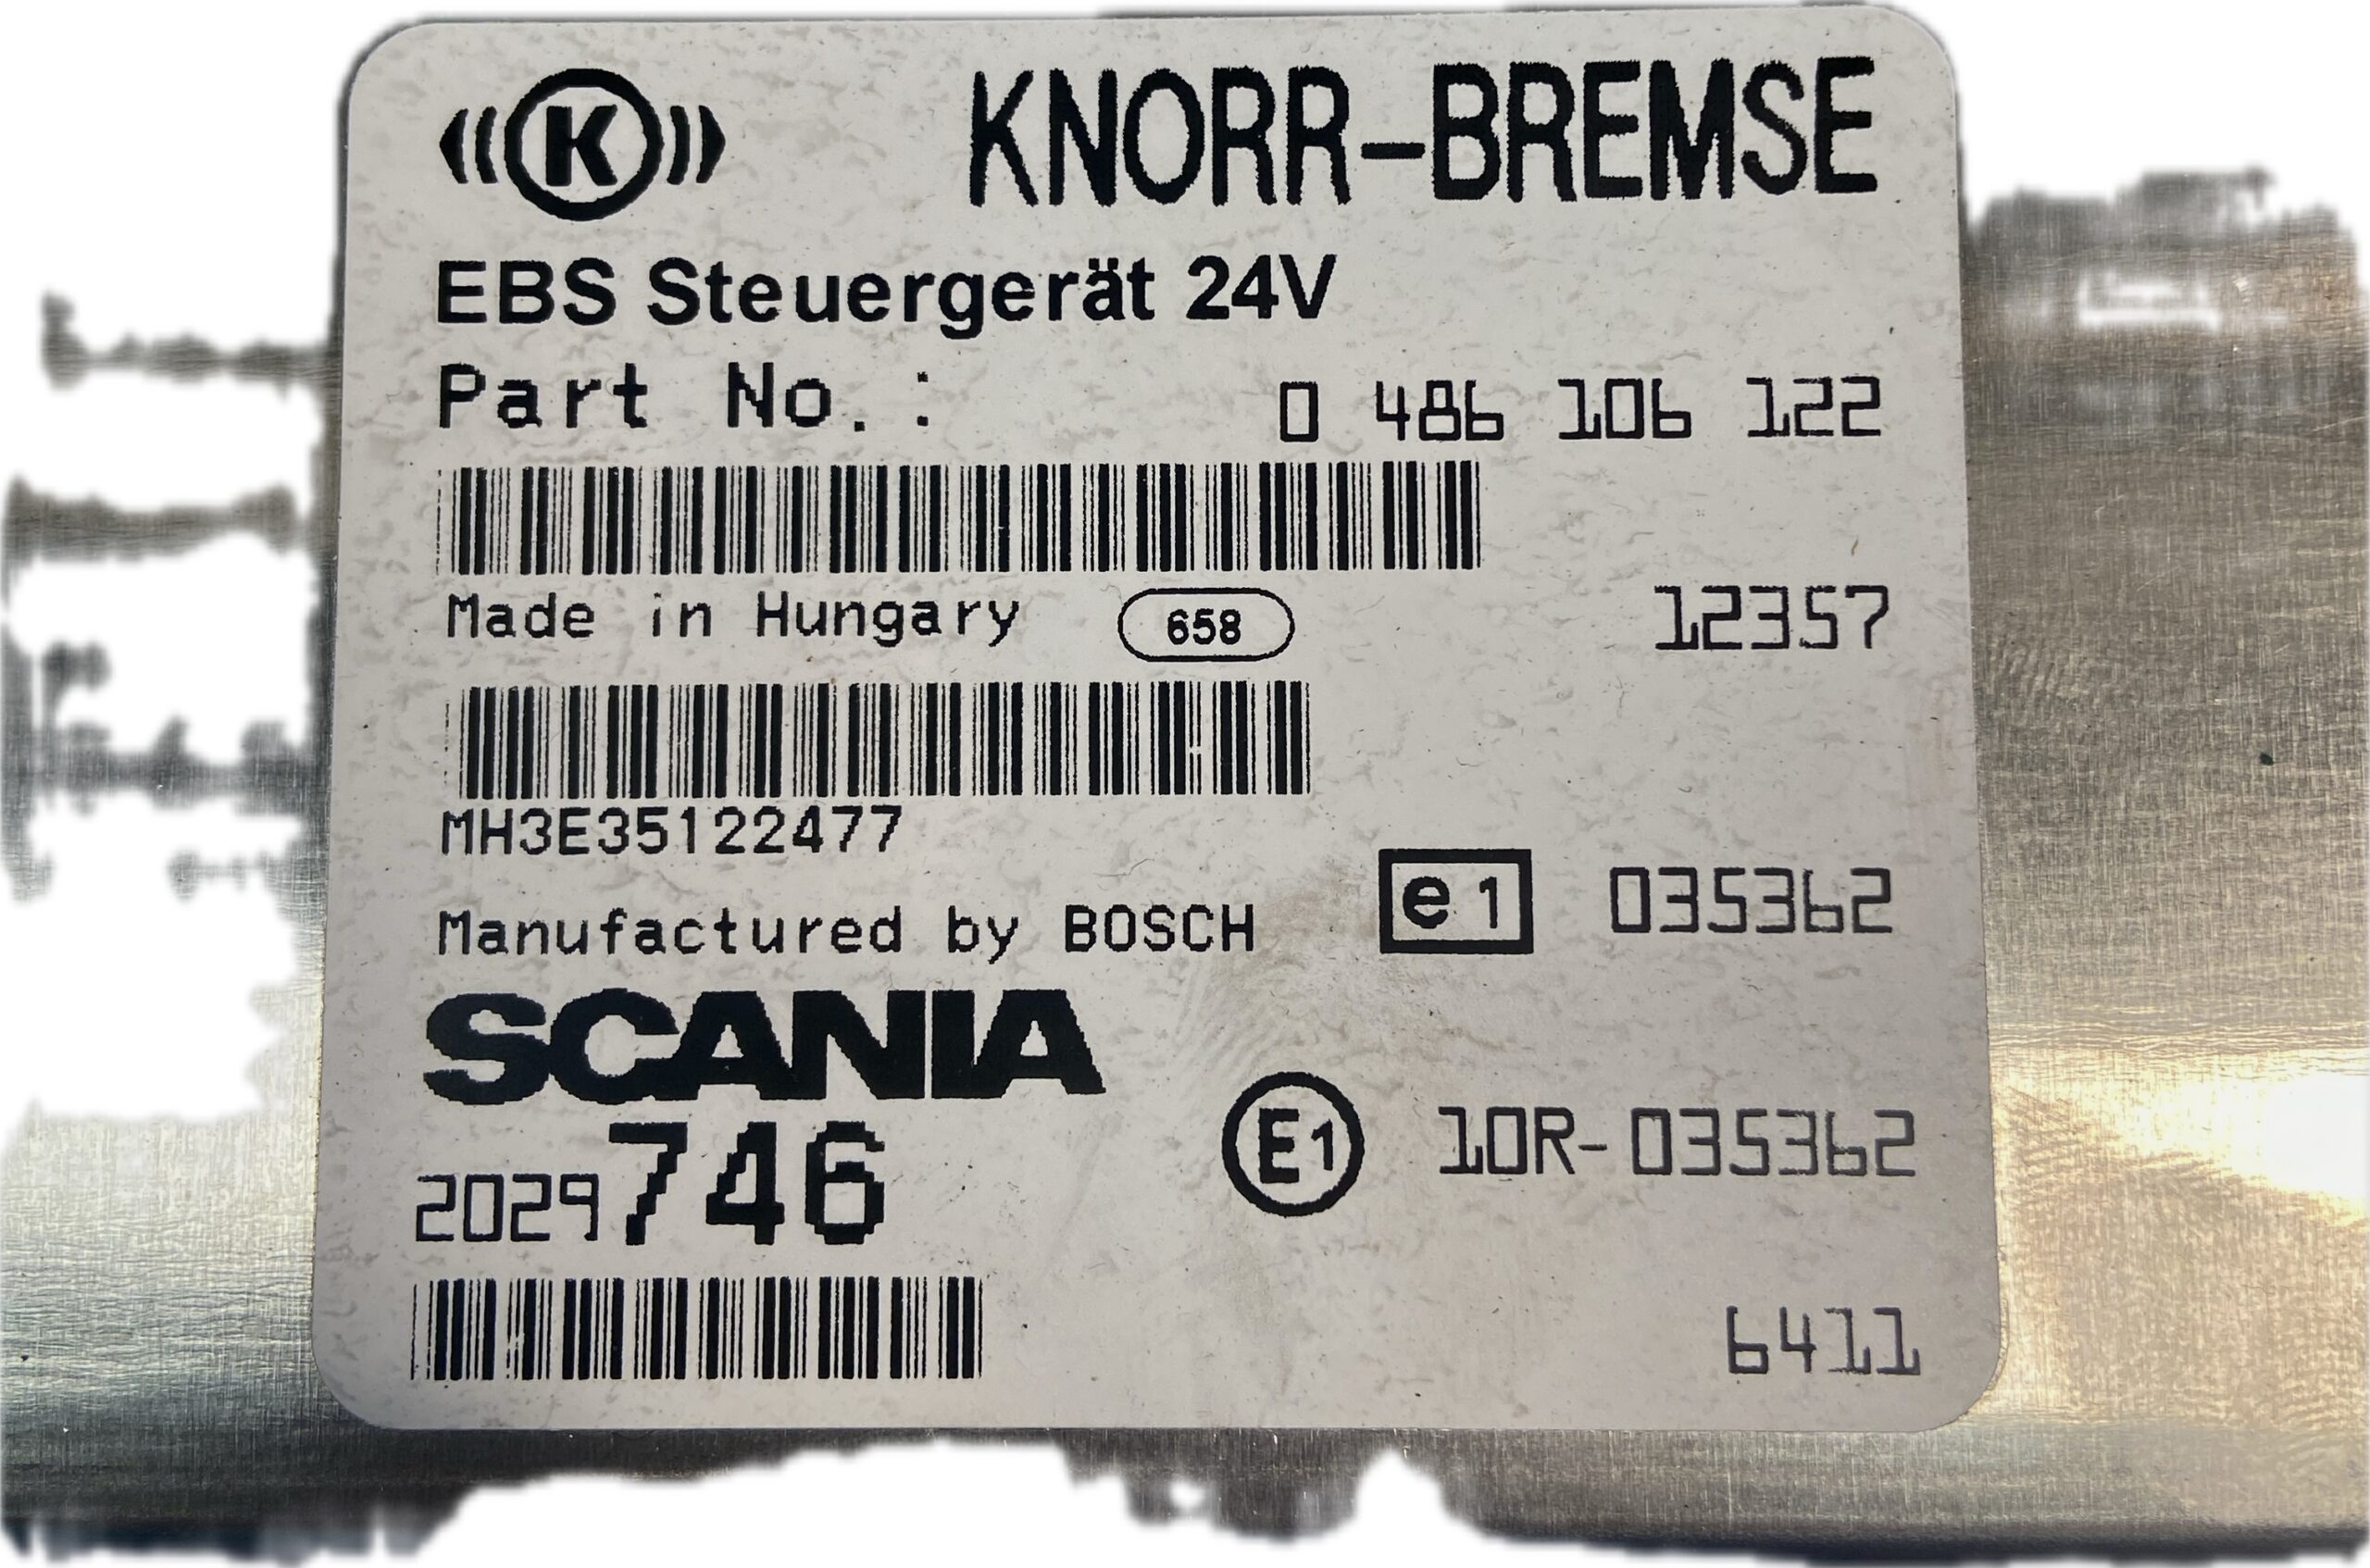 K KNORR-BREMSE
EBS Steuergerät 24V
Part No.: 0 486 106 122
Made in Hungary 658 12357
MH3E35122477
e1 035362
Manufactured by BOSCH
SCANIA
2029746
E1 10R-035362
6411